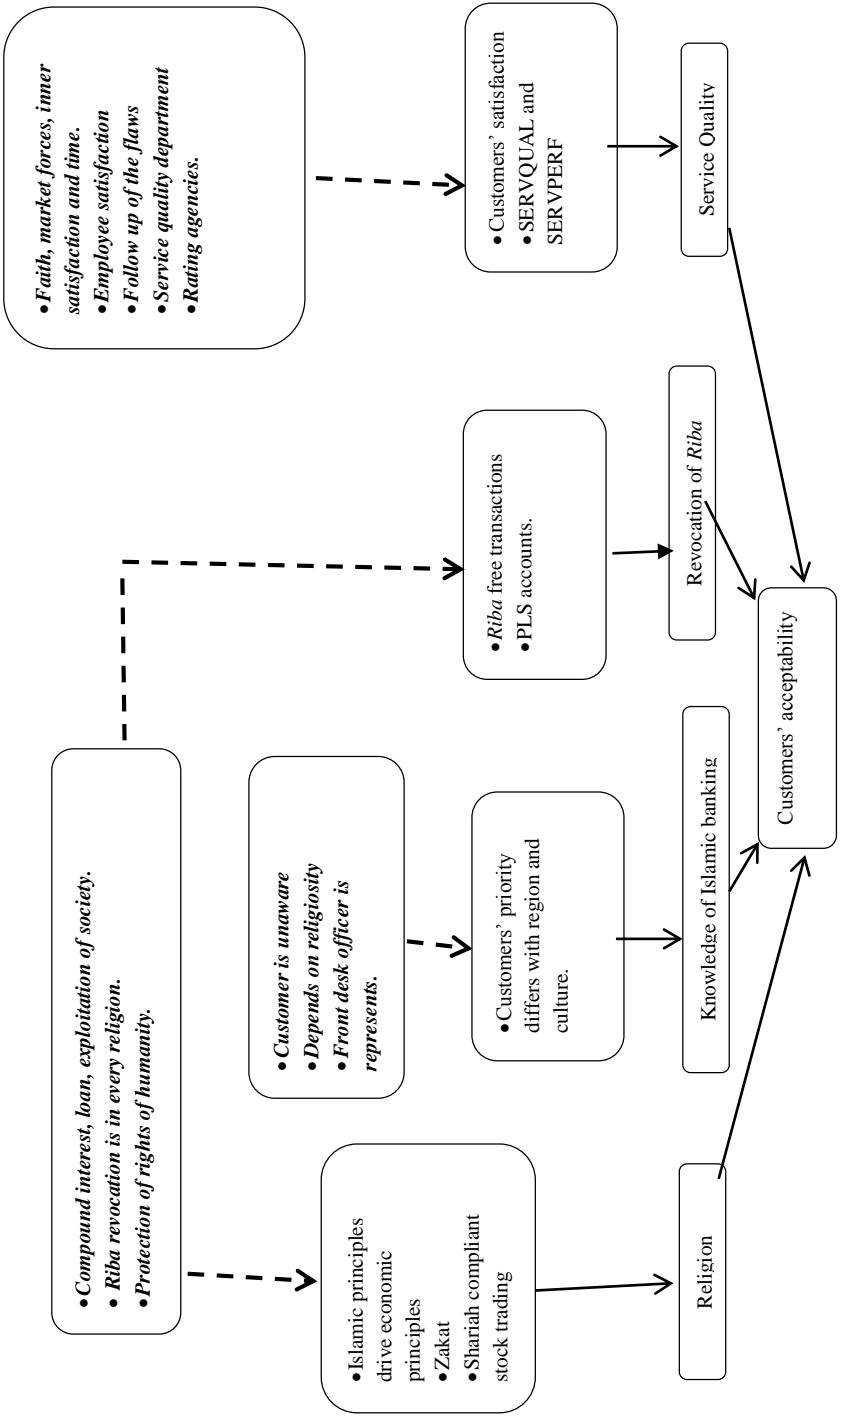 •Compound interest, loan, exploitation of society.
• Riba revocation is in every religion.
•Protection of rights of humanity.
•Faith, market forces, inner
satisfaction and time.
•Employee satisfaction
•Follow up of the flaws
•Service quality department
•Rating agencies.
•Customer is unaware
•Depends on religiosity
•Front desk officer is
represents.
•Islamic principles
drive economic
principles
•Zakat
•Shariah compliant
stock trading
•Customers’ priority
differs with region and
culture.
•Riba free transactions
•PLS accounts.
•Customers’ satisfaction
•SERVQUAL and
SERVPERF
Religion
Knowledge of Islamic banking
Revocation of Riba
Service Quality
Customers’ acceptability